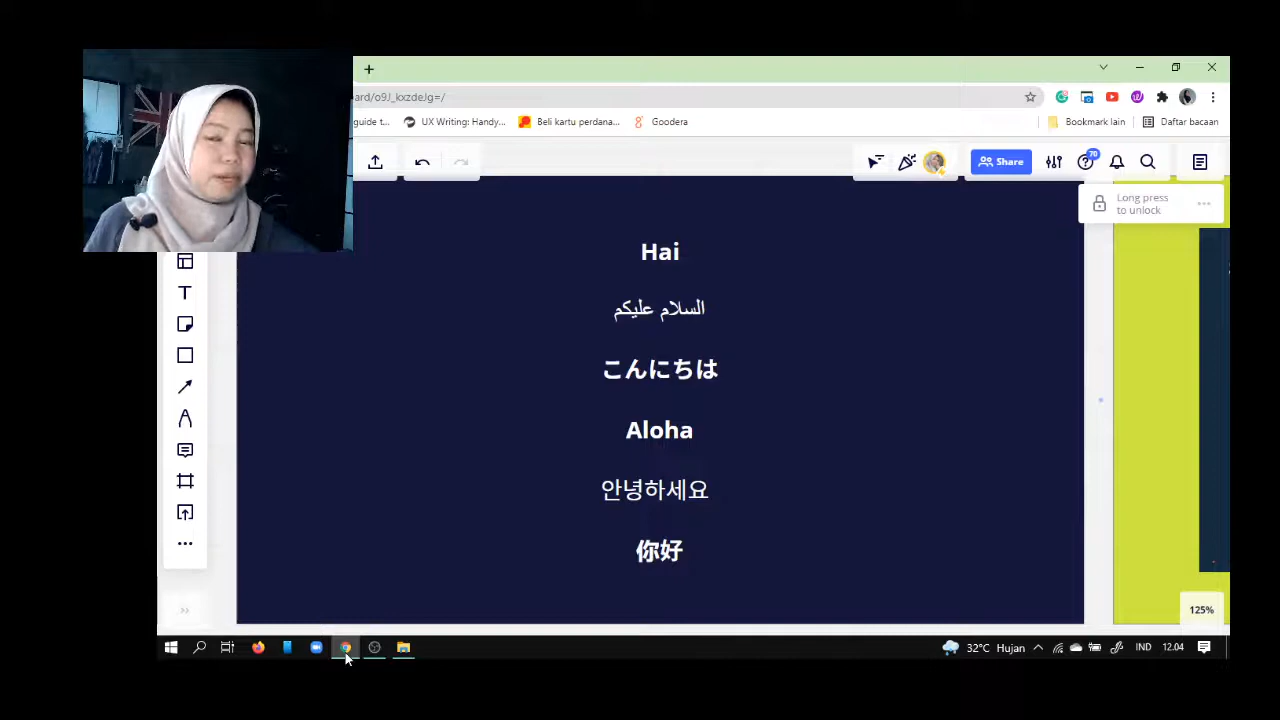 ard/o9J_kxzdeJg=/
guide t...
UX Writing: Handy...
Beli kartu perdana...
Goodera
Bookmark lain
Daftar bacaan
Share
70
Long press
to unlock
Hai
السلام عليكم
こんにちは
Aloha
안녕하세요
你好
125%
32°C Hujan
IND
12.04